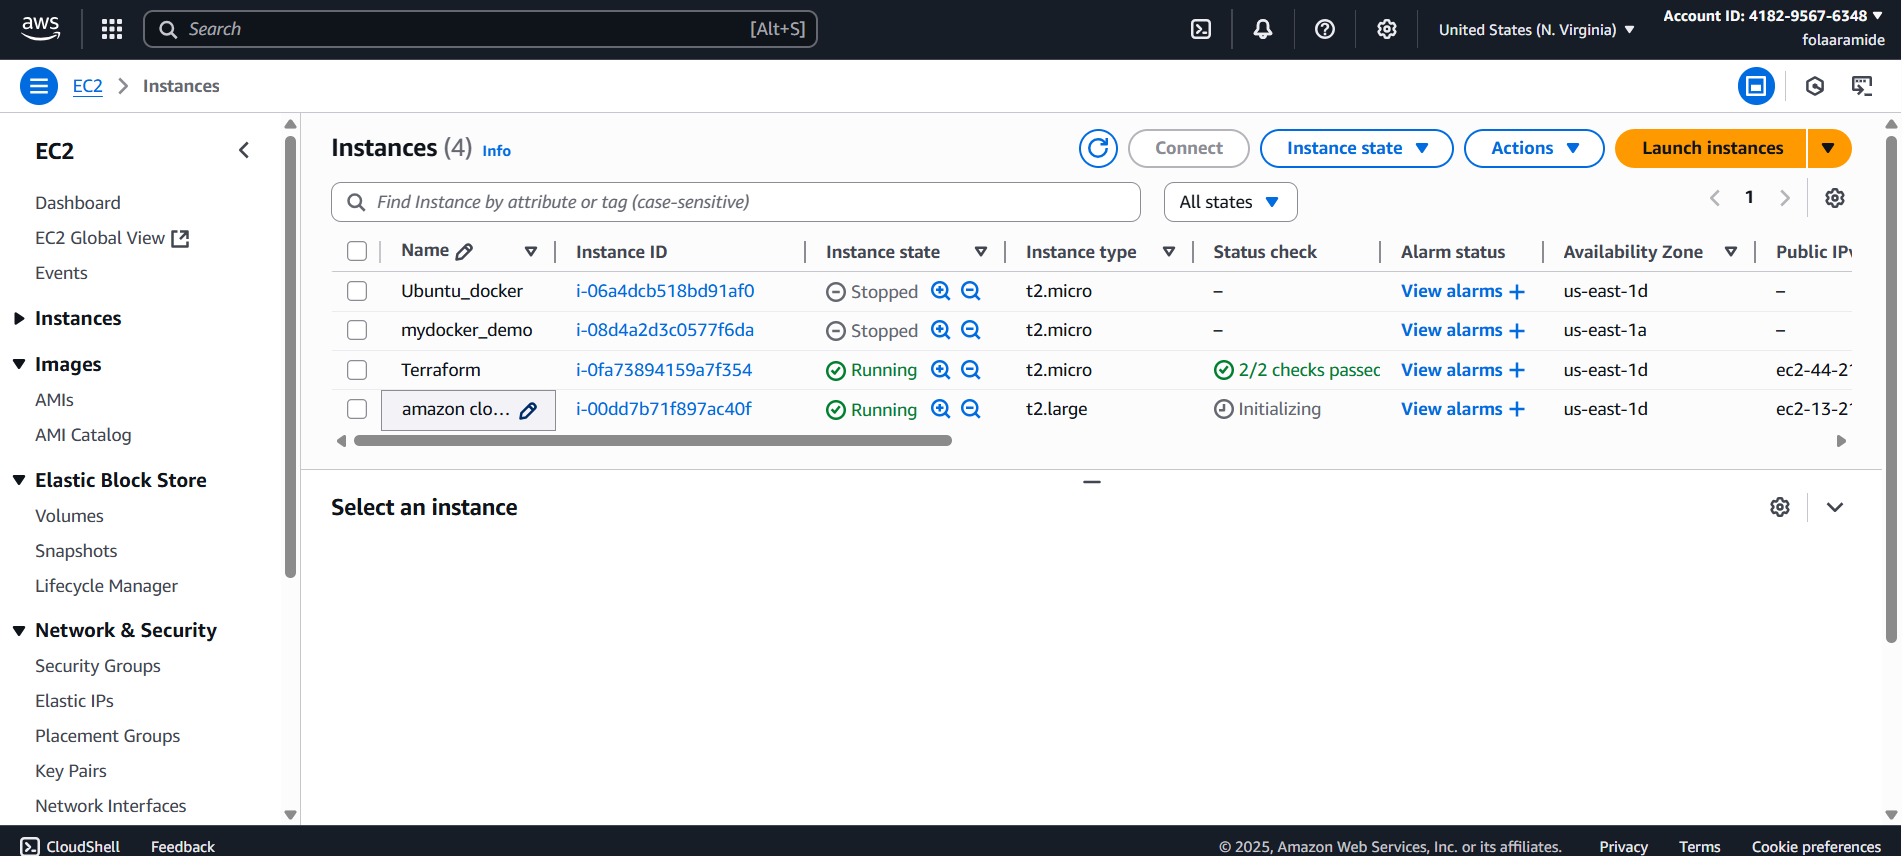 aws
Search [Alt+S]
United States (N. Virginia)
Account ID: 4182-9567-6348
folaaramide
EC2 Instances
EC2
Dashboard
EC2 Global View
Events
Instances
Images
AMIs
AMI Catalog
Elastic Block Store
Volumes
Snapshots
Lifecycle Manager
Network & Security
Security Groups
Elastic IPs
Placement Groups
Key Pairs
Network Interfaces
Instances (4) Info
Connect
Instance state
Actions
Launch instances
Find Instance by attribute or tag (case-sensitive)
All states
1
Name Instance ID Instance state Instance type Status check Alarm status Availability Zone Public IPv
Ubuntu_docker i-06a4dcb518bd91af0 Stopped t2.micro – View alarms + us-east-1d –
mydocker_demo i-08d4a2d3c0577f6da Stopped t2.micro – View alarms + us-east-1a –
Terraform i-0fa73894159a7f354 Running t2.micro 2/2 checks passec View alarms + us-east-1d ec2-44-21
amazon clo... i-00dd7b71f897ac40f Running t2.large Initializing View alarms + us-east-1d ec2-13-21
Select an instance
CloudShell Feedback © 2025, Amazon Web Services, Inc. or its affiliates. Privacy Terms Cookie preferences